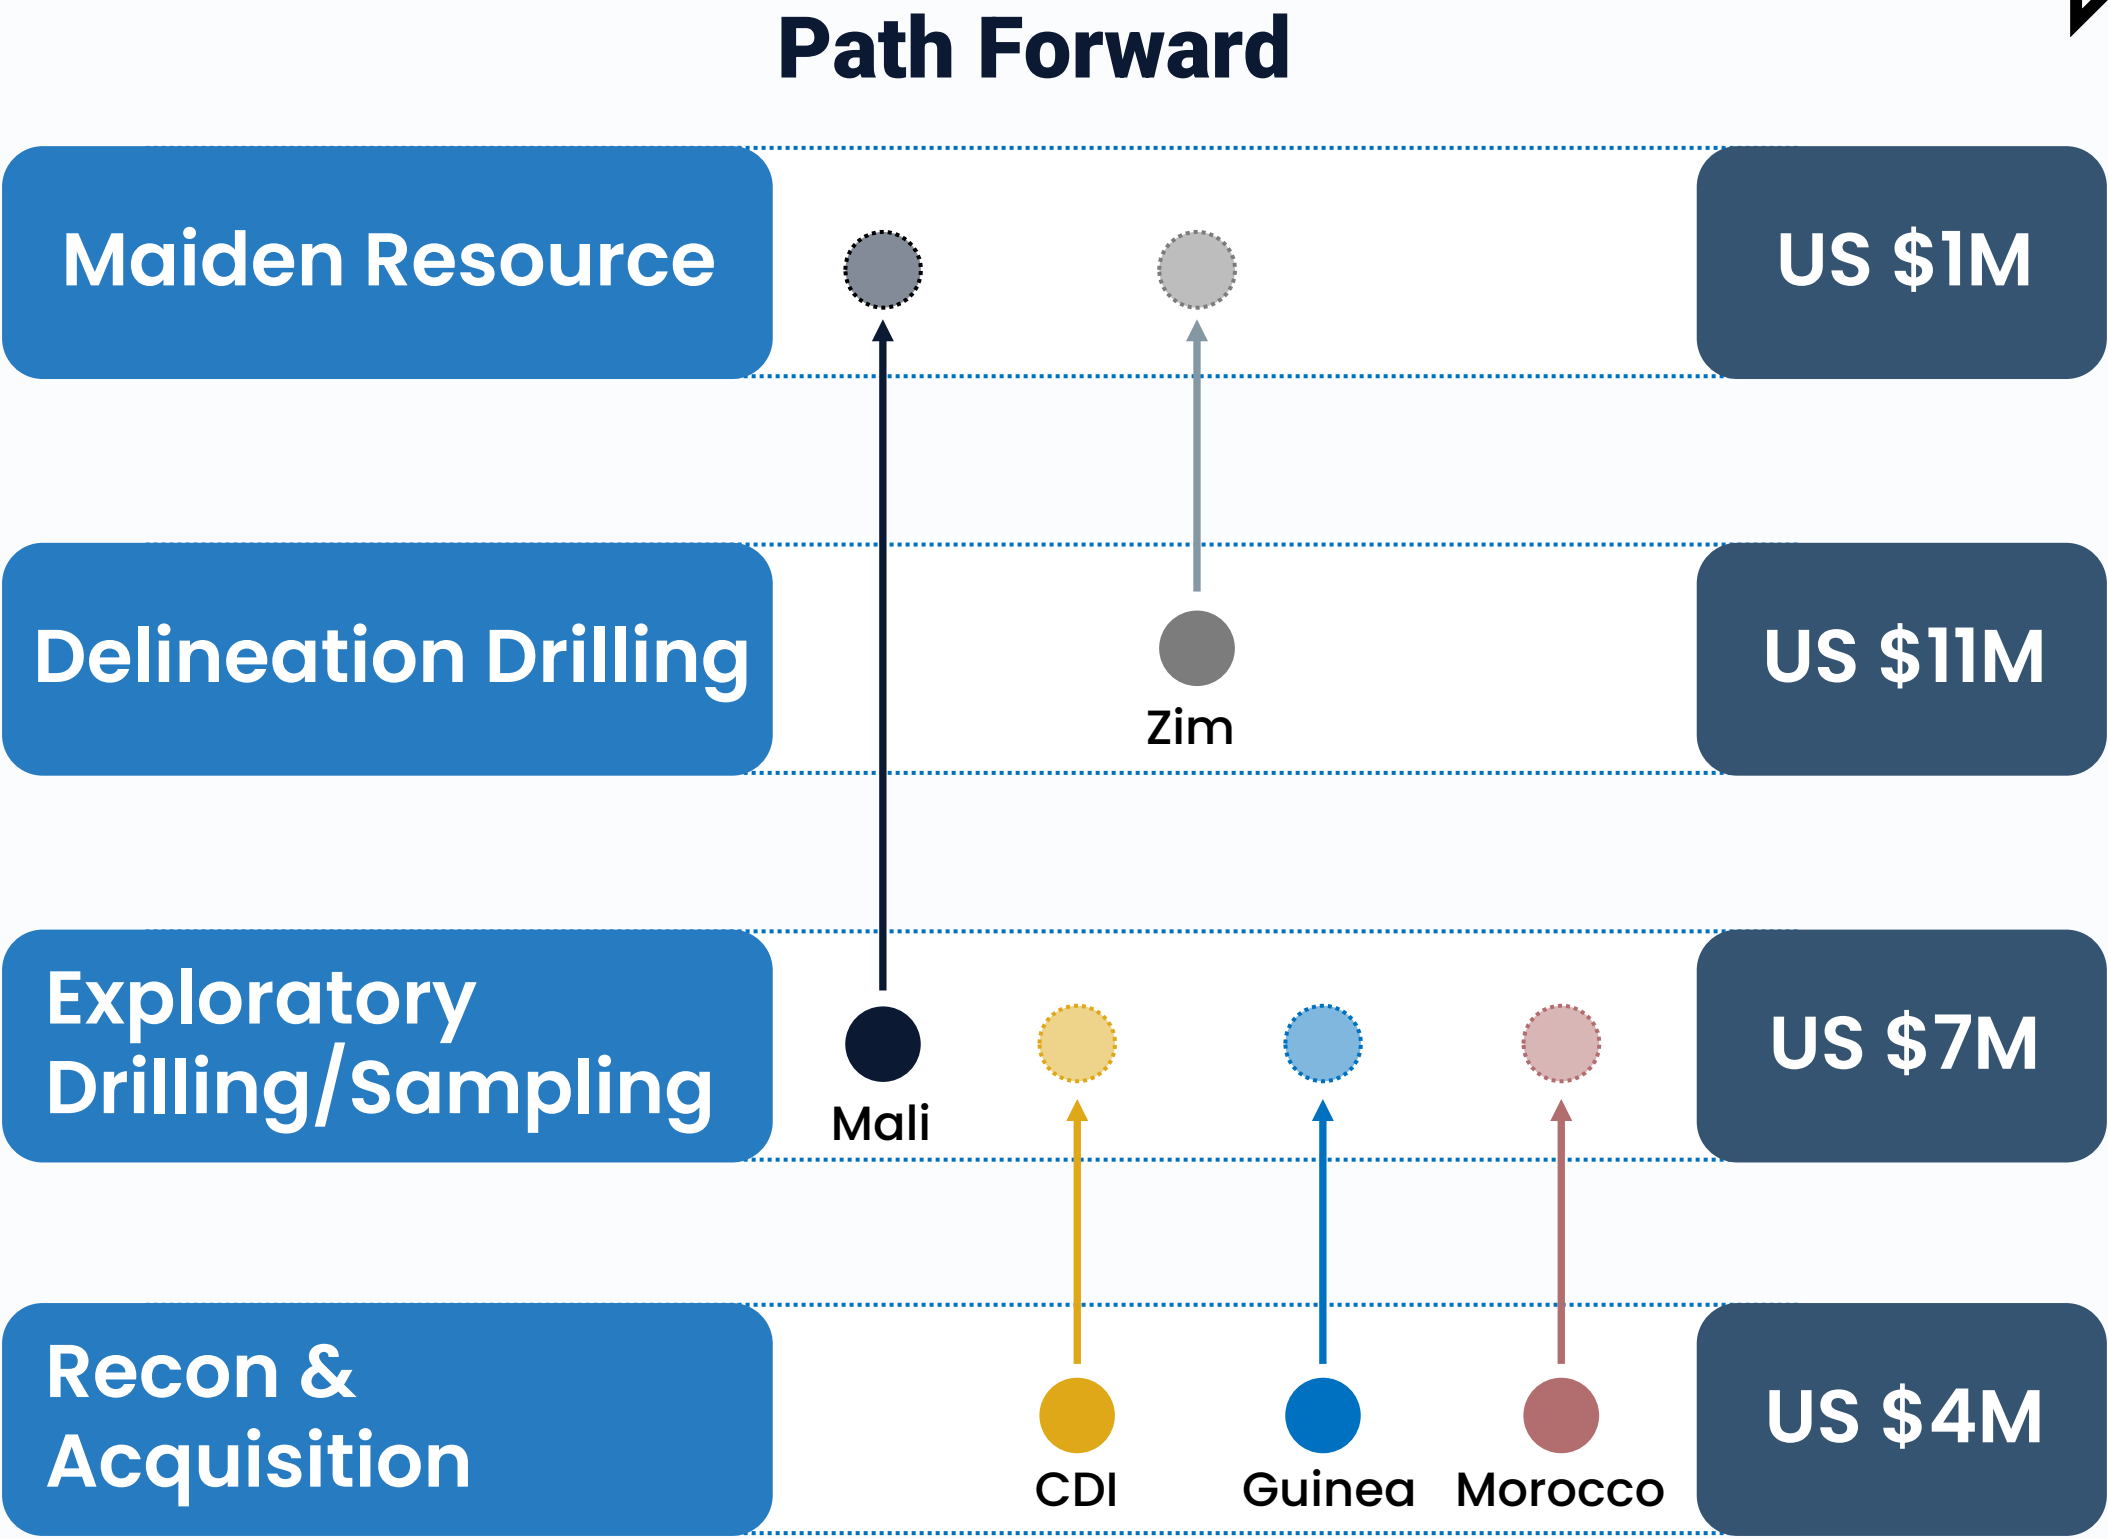 Path Forward
Maiden Resource
US $1M
Delineation Drilling
Zim
US $11M
Exploratory
Drilling/Sampling
Mali
US $7M
Recon &
Acquisition
CDI
Guinea
Morocco
US $4M